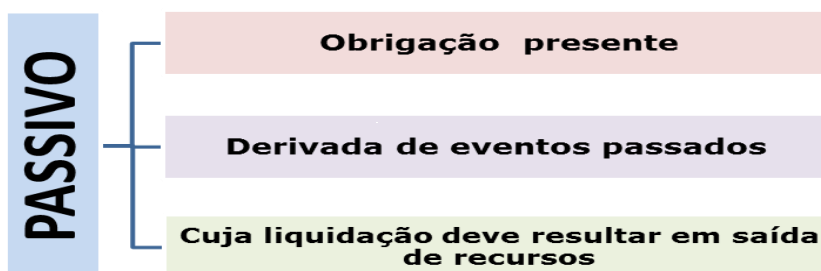 PASSIVO
Obrigação presente
Derivada de eventos passados
Cuja liquidação deve resultar em saída
de recursos